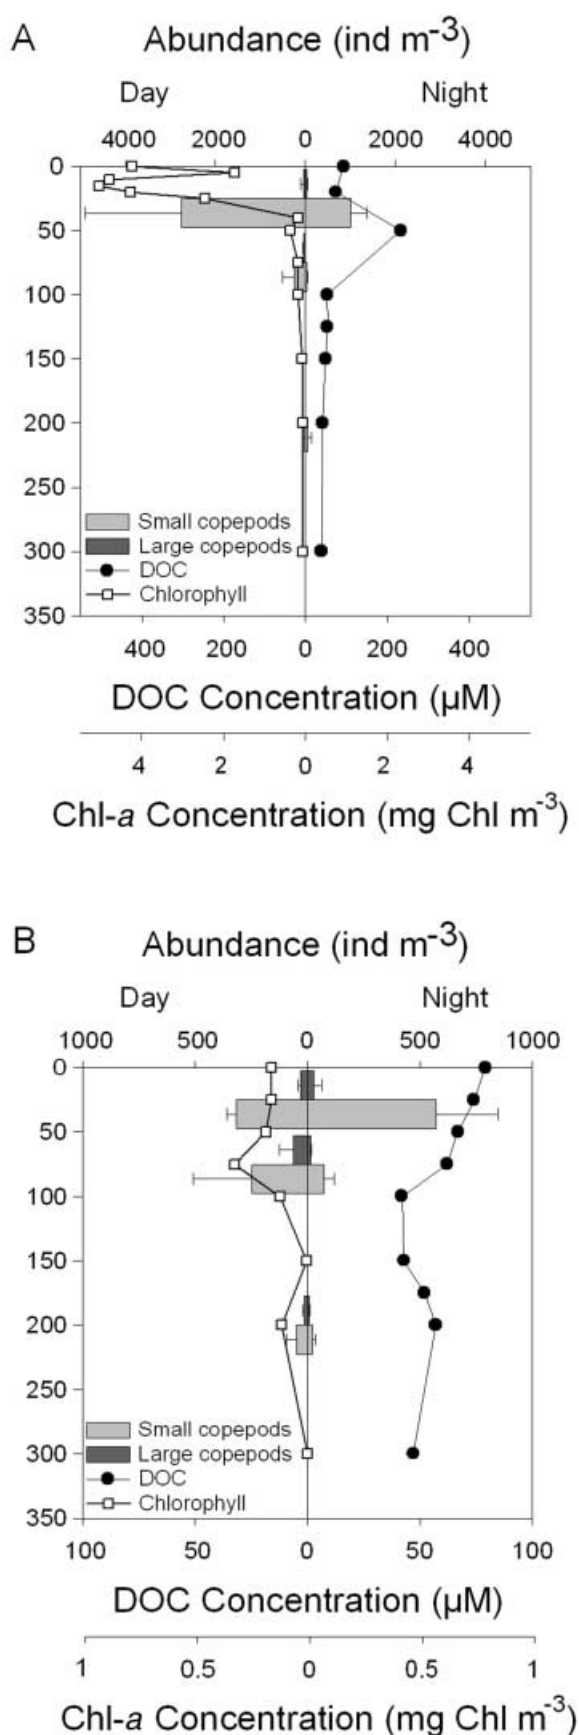 A
Abundance (ind m-3)
Day Night
4000 2000 0 2000 4000
0
50
100
150
200
250
300
350
Small copepods
Large copepods
DOC
Chlorophyll
400 200 0 200 400
DOC Concentration (µM)
4 2 0 2 4
Chl-a Concentration (mg Chl m-3)
B
Abundance (ind m-3)
Day Night
1000 500 0 500 1000
0
50
100
150
200
250
300
350
Small copepods
Large copepods
DOC
Chlorophyll
100 50 0 50 100
DOC Concentration (µM)
1 0.5 0 0.5 1
Chl-a Concentration (mg Chl m-3)